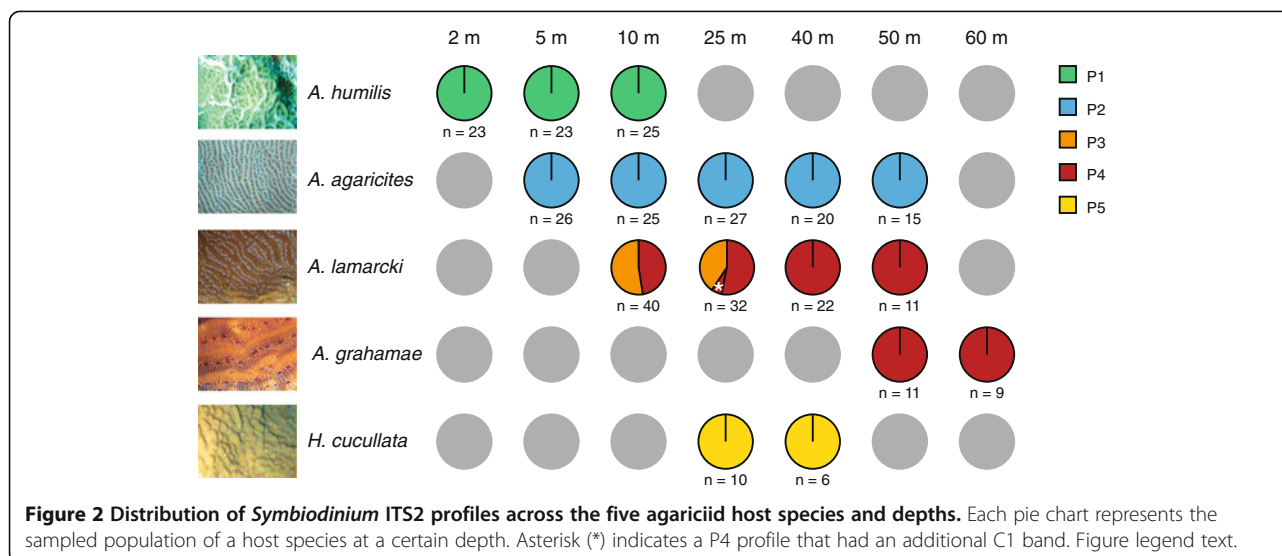 2 m 5 m 10 m 25 m 40 m 50 m 60 m
A. humilis
n = 23 n = 23 n = 25
A. agaricites
n = 26 n = 25 n = 27 n = 20 n = 15
A. lamarcki
*
n = 40 n = 32 n = 22 n = 11
A. grahamae
n = 11 n = 9
H. cucullata
n = 10 n = 6
P1
P2
P3
P4
P5
Figure 2 Distribution of Symbiodinium ITS2 profiles across the five agariciid host species and depths. Each pie chart represents the
sampled population of a host species at a certain depth. Asterisk (*) indicates a P4 profile that had an additional C1 band. Figure legend text.